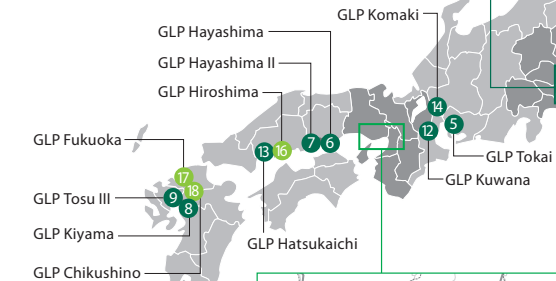 GLP Komaki
GLP Hayashima
GLP Hayashima II
GLP Hiroshima
14
5
12
GLP Fukuoka
13
16
7
6
GLP Tokai
17
GLP Kuwana
18
GLP Tosu III
9
8
GLP Kiyama
GLP Hatsukaichi
GLP Chikushino